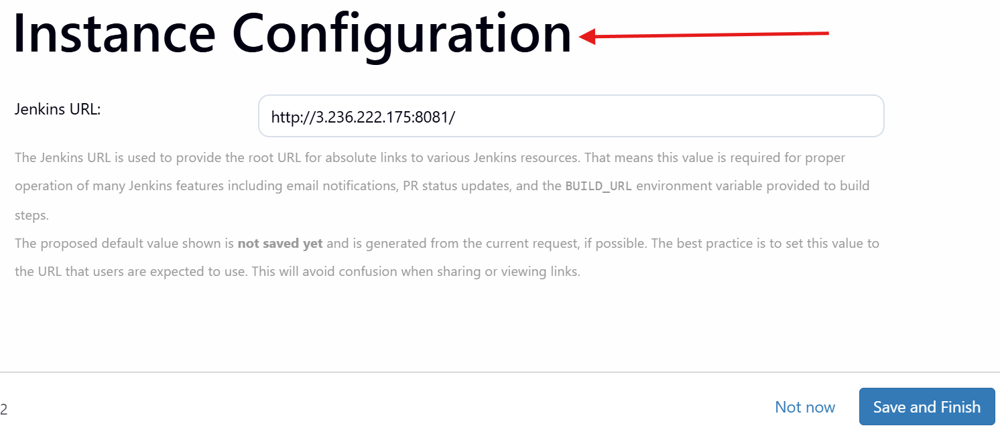 Instance Configuration
Jenkins URL:
http://3.236.222.175:8081/
The Jenkins URL is used to provide the root URL for absolute links to various Jenkins resources. That means this value is required for proper
operation of many Jenkins features including email notifications, PR status updates, and the BUILD_URL environment variable provided to build
steps.
The proposed default value shown is not saved yet and is generated from the current request, if possible. The best practice is to set this value to
the URL that users are expected to use. This will avoid confusion when sharing or viewing links.
2
Not now
Save and Finish